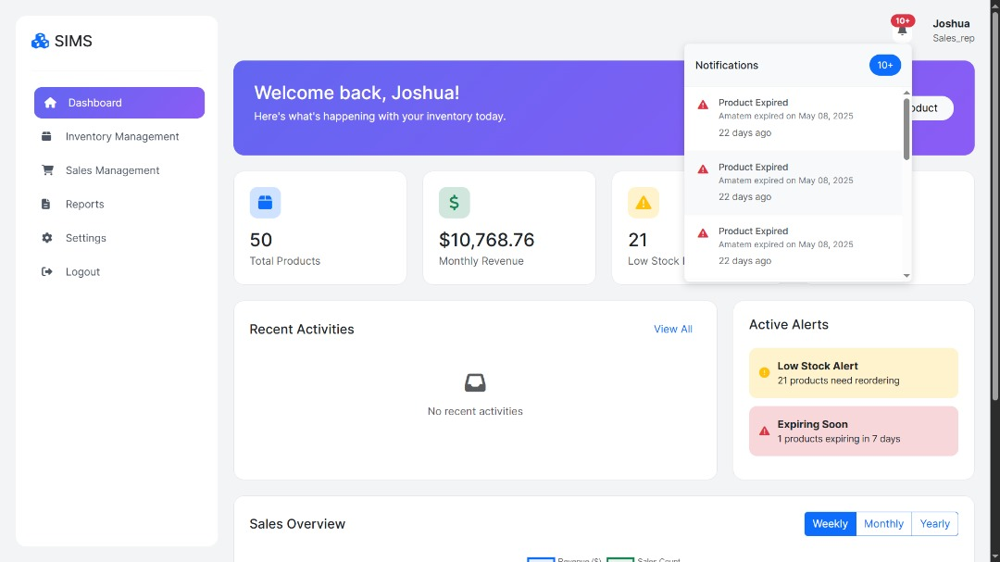 SIMS
Dashboard
Inventory Management
Sales Management
Reports
Settings
Logout
10+
Joshua
Sales_rep
Notifications
10+
Product Expired
Amatem expired on May 08, 2025
22 days ago
Product Expired
Amatem expired on May 08, 2025
22 days ago
Product Expired
Amatem expired on May 08, 2025
22 days ago
Welcome back, Joshua!
Here's what's happening with your inventory today.
50
Total Products
$10,768.76
Monthly Revenue
21
Low Stock
Recent Activities
View All
No recent activities
Active Alerts
Low Stock Alert
21 products need reordering
Expiring Soon
1 products expiring in 7 days
Sales Overview
Weekly
Monthly
Yearly
Revenue ($)
Sales Count